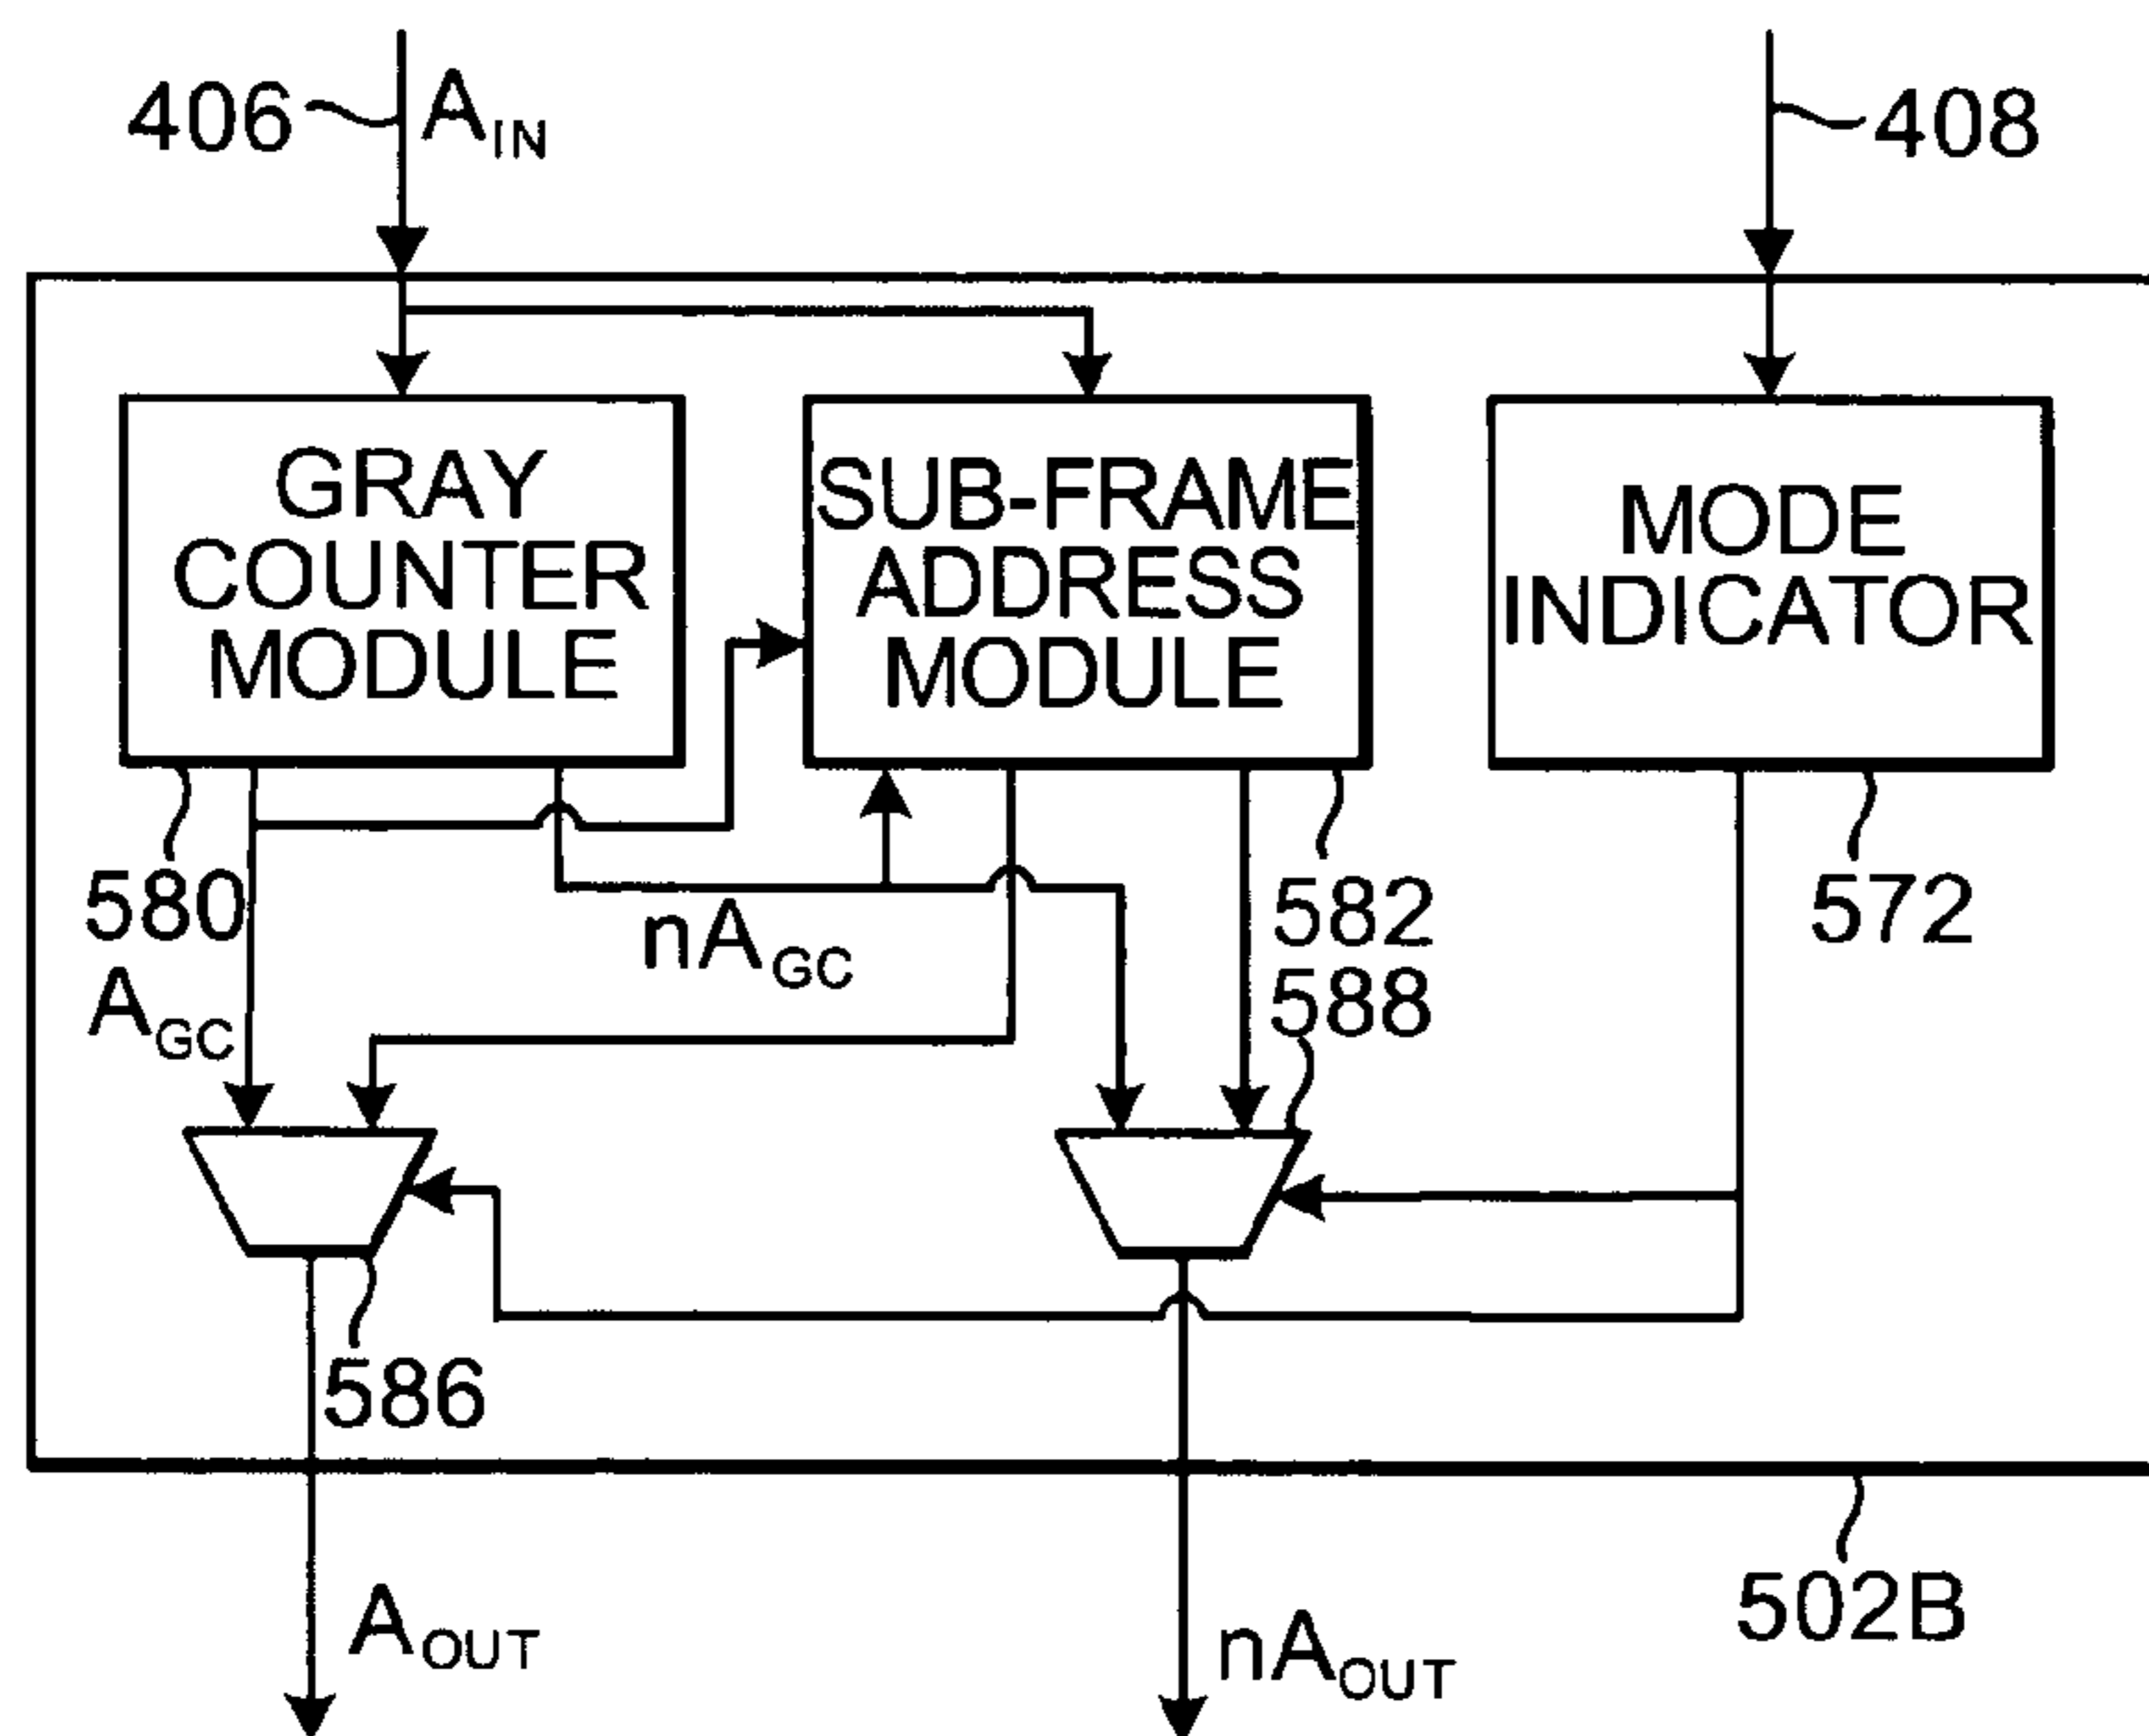 406
A_IN
408
GRAY
COUNTER
MODULE
SUB-FRAME
ADDRESS
MODULE
MODE
INDICATOR
580
582
572
nA_GC
A_GC
588
586
502B
A_OUT
nA_OUT